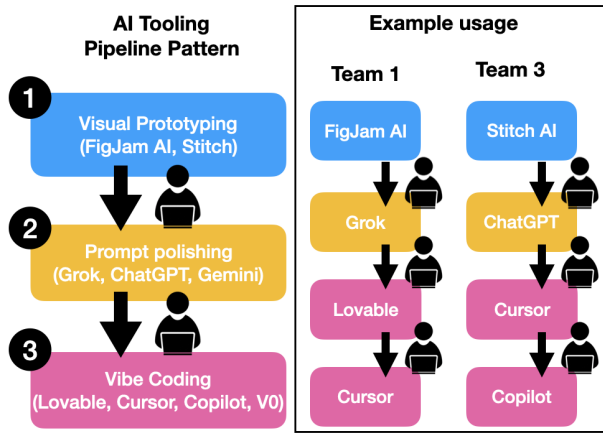 AI Tooling
Pipeline Pattern
1
Visual Prototyping
(FigJam AI, Stitch)
2
Prompt polishing
(Grok, ChatGPT, Gemini)
3
Vibe Coding
(Lovable, Cursor, Copilot, V0)
Example usage
Team 1
FigJam AI
Grok
Lovable
Cursor
Team 3
Stitch AI
ChatGPT
Cursor
Copilot